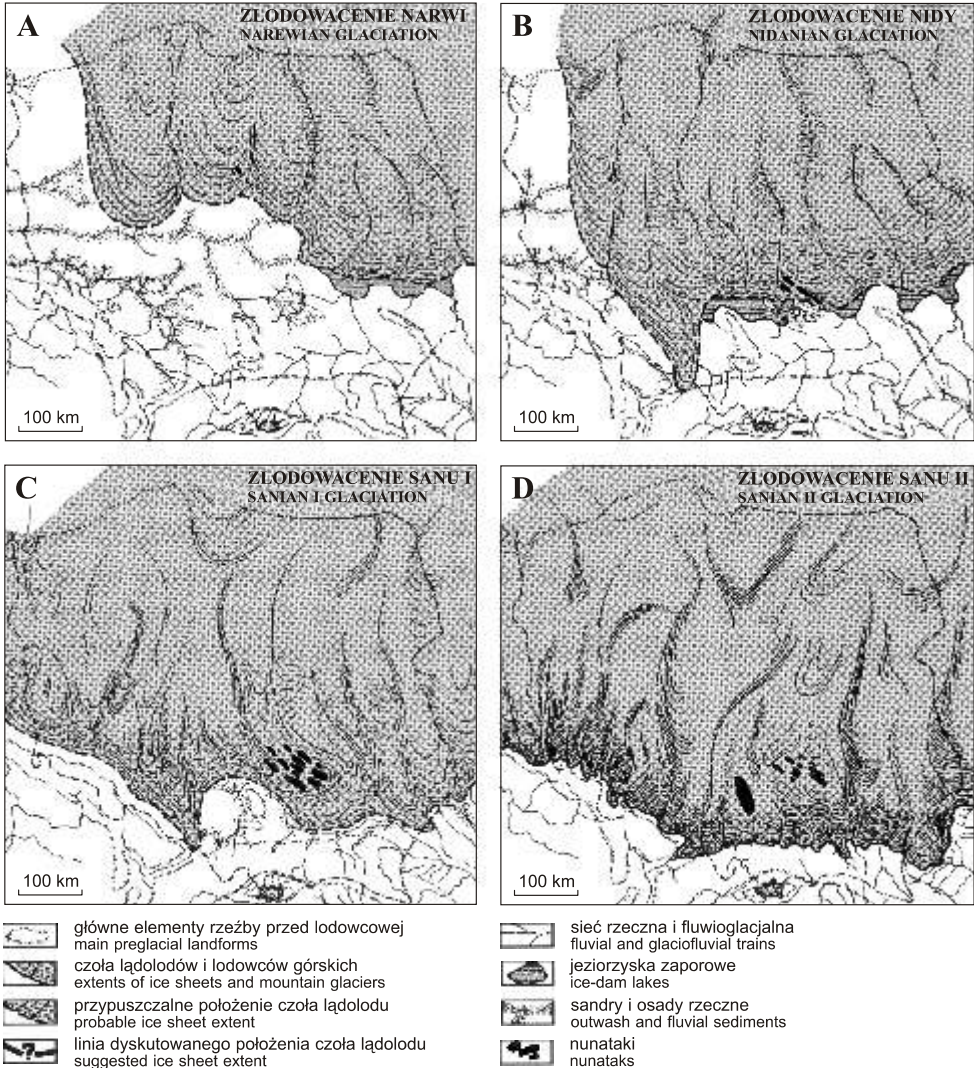 A
ZLODOWACENIE NARWI
NAREWIAN GLACIATION
100 km
B
ZLODOWACENIE NIDY
NIDANIAN GLACIATION
100 km
C
ZLODOWACENIE SANU I
SANIAN I GLACIATION
100 km
D
ZLODOWACENIE SANU II
SANIAN II GLACIATION
100 km
główne elementy rzeźby przed lodowcowej
main preglacial landforms
czoła lądolodów i lodowców górskich
extents of ice sheets and mountain glaciers
przypuszczalne położenie czoła lądolodu
probable ice sheet extent
?
linia dyskutowanego położenia czoła lądolodu
suggested ice sheet extent
sieć rzeczna i fluwioglacjalna
fluvial and glaciofluvial trains
jeziorzyska zaporowe
ice-dam lakes
sandry i osady rzeczne
outwash and fluvial sediments
nunataki
nunataks